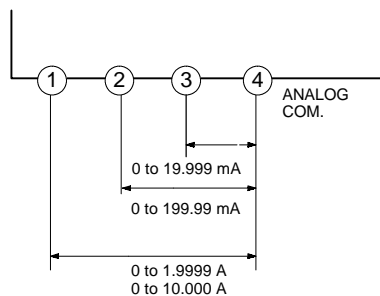 1 2 3 4
ANALOG
COM.
0 to 19.999 mA
0 to 199.99 mA
0 to 1.9999 A
0 to 10.000 A